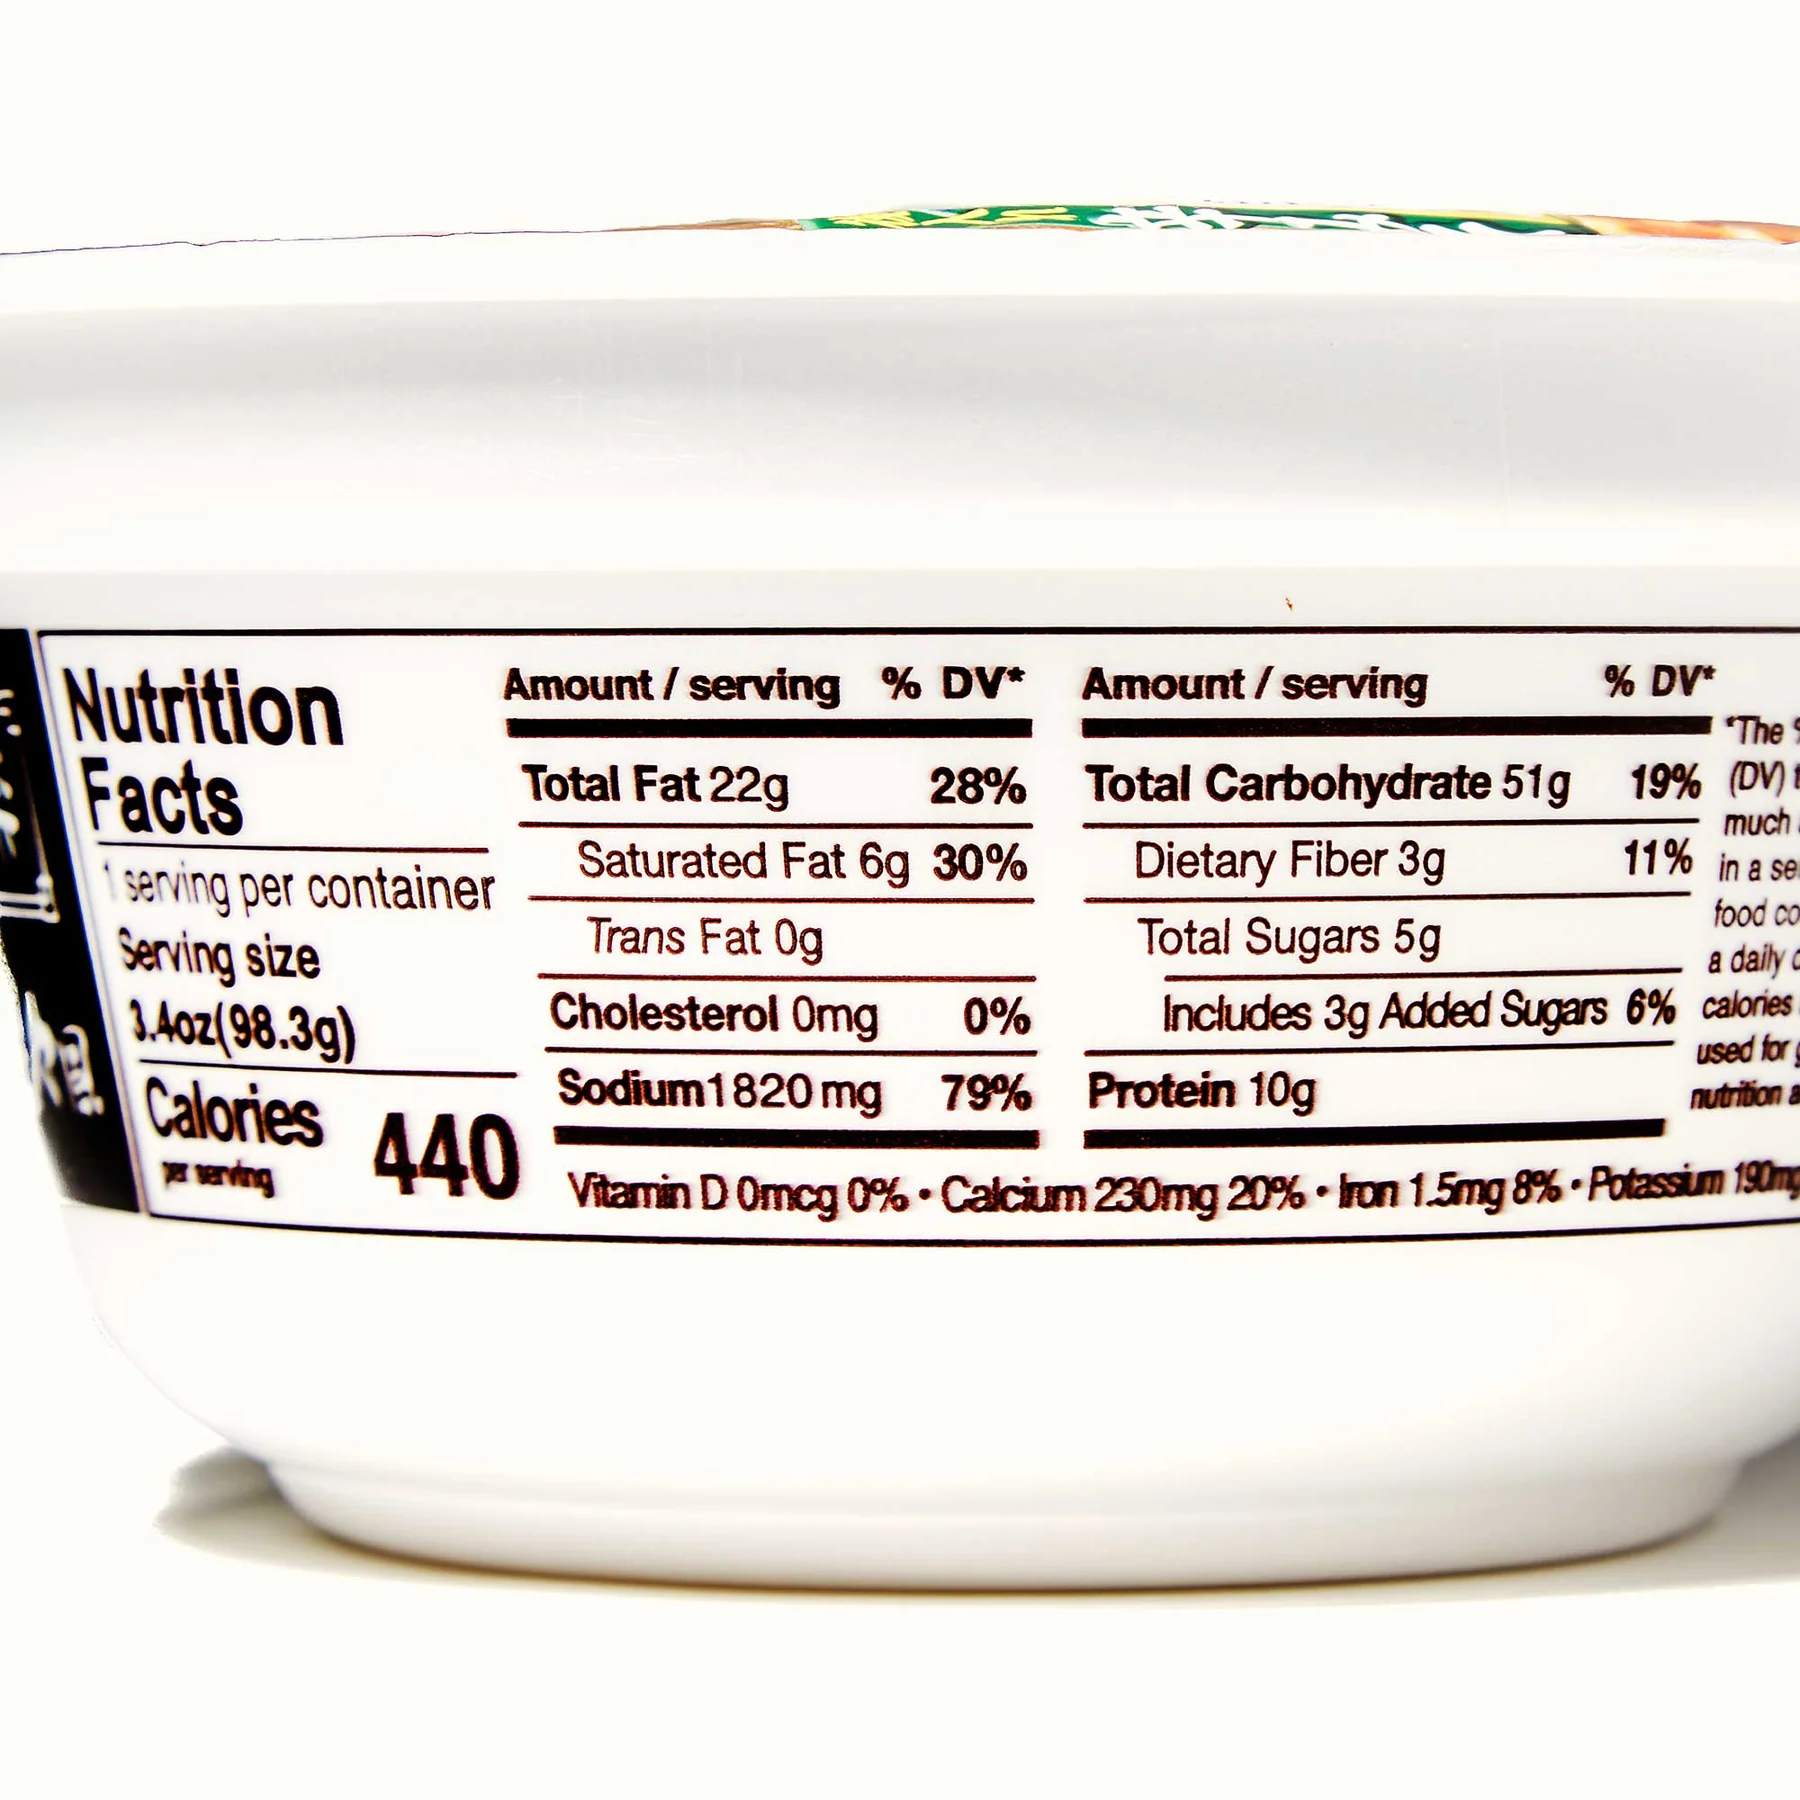 Nutrition
Facts
1 serving per container
Serving size
3.4oz(98.3g)
Calories 440
per serving
Amount / serving % DV*
Total Fat 22g 28%
Saturated Fat 6g 30%
Trans Fat 0g
Cholesterol 0mg 0%
Sodium 1820mg 79%
Amount / serving % DV*
Total Carbohydrate 51g 19%
Dietary Fiber 3g 11%
Total Sugars 5g
Includes 3g Added Sugars 6%
Protein 10g
Vitamin D 0mcg 0% • Calcium 230mg 20% • Iron 1.5mg 8% • Potassium 190mg
*The %
(DV)
much
in a
food
a daily
calories
used for
nutrition